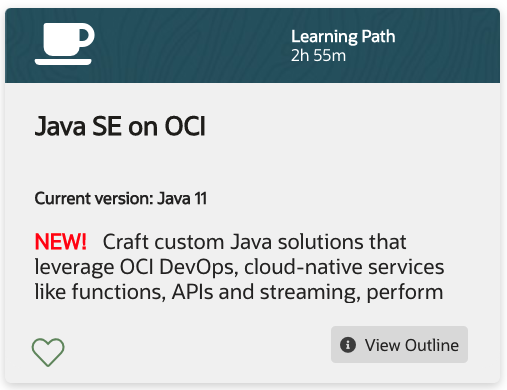 Learning Path
2h 55m
Java SE on OCI
Current version: Java 11
NEW! Craft custom Java solutions that
leverage OCI DevOps, cloud-native services
like functions, APIs and streaming, perform
View Outline